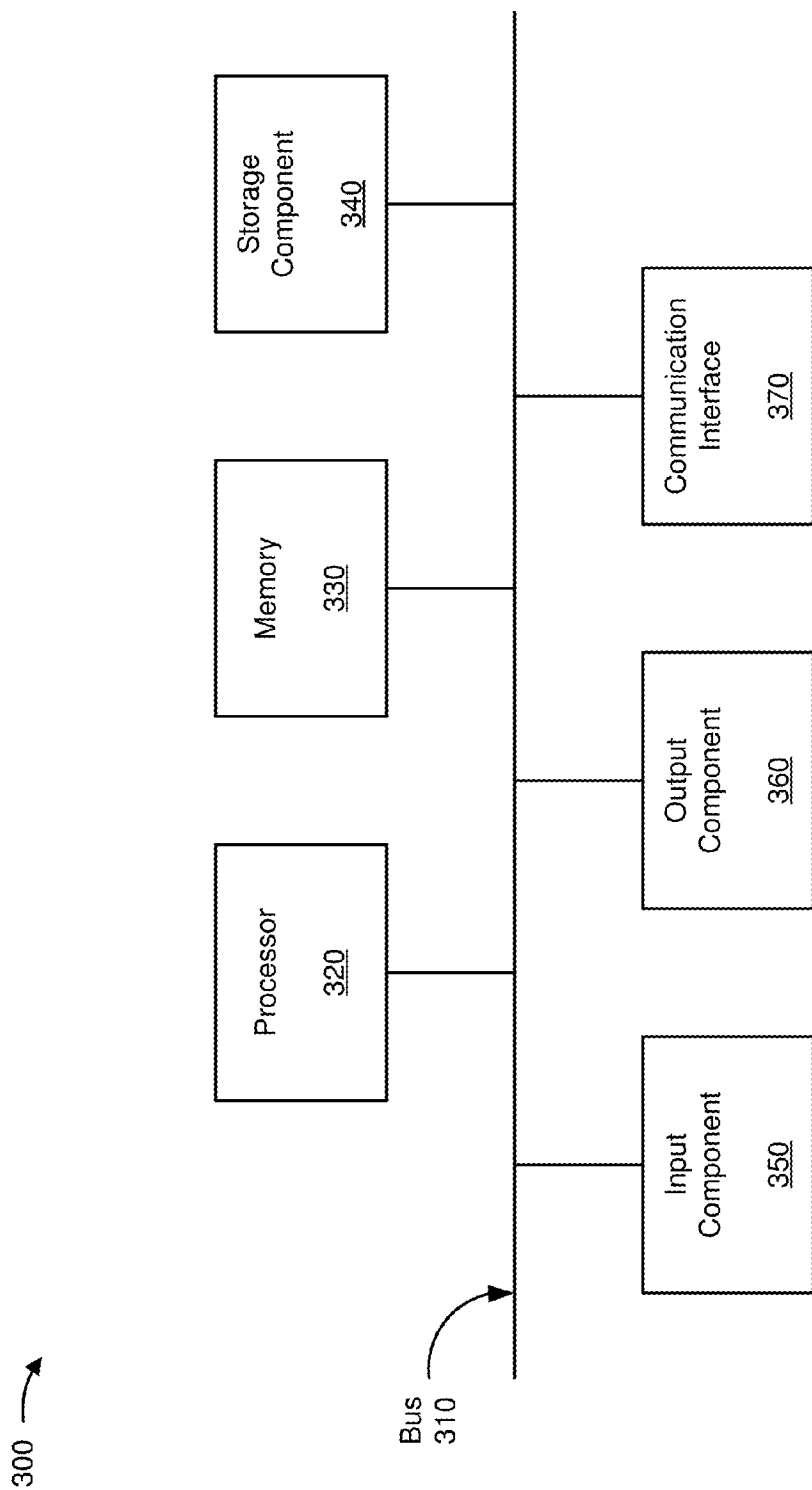 300
Bus
310
Processor
320
Memory
330
Storage
Component
340
Input
Component
350
Output
Component
360
Communication
Interface
370